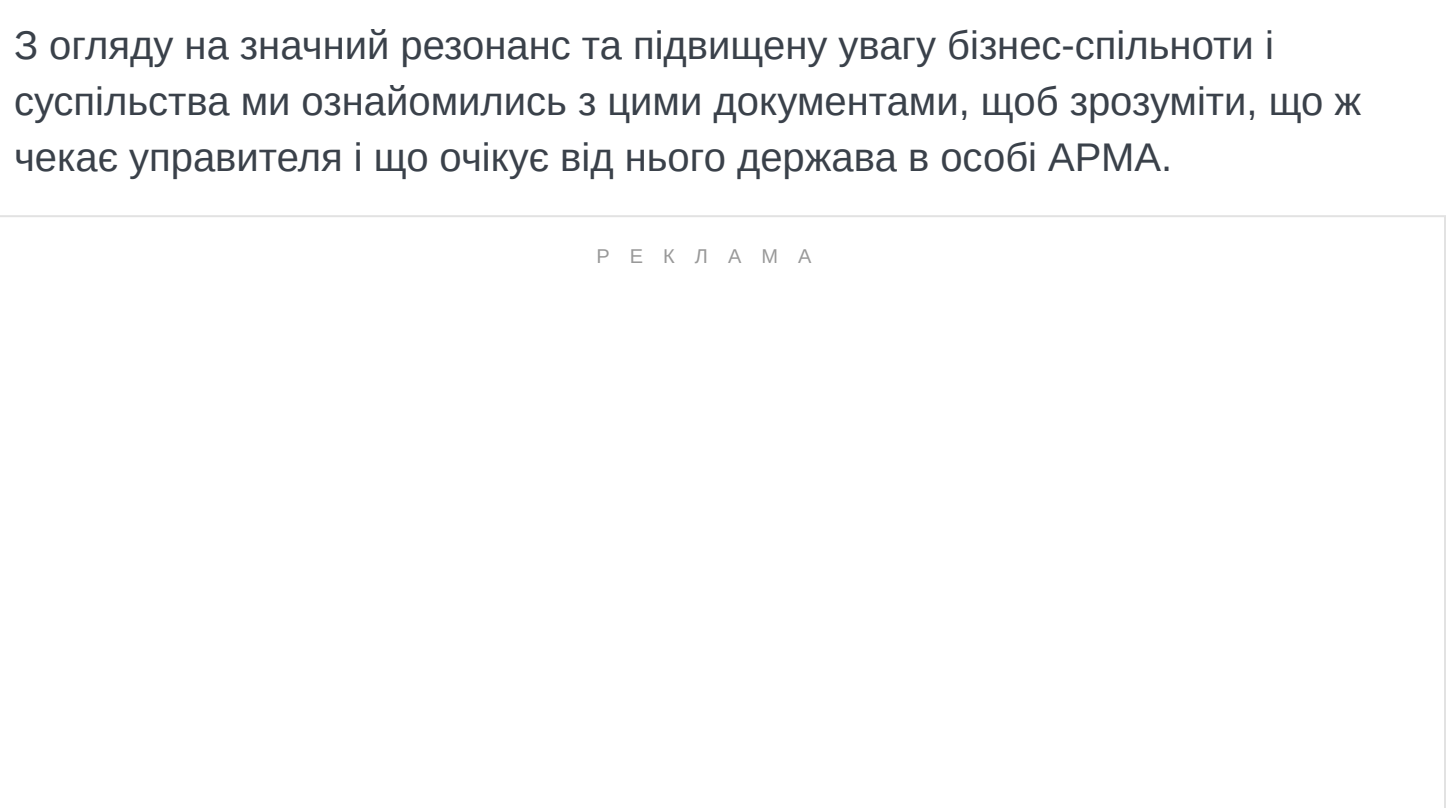 З огляду на значний резонанс та підвищену увагу бізнес-спільноти і
суспільства ми ознайомились з цими документами, щоб зрозуміти, що ж
чекає управителя і що очікує від нього держава в особі АРМА.
РЕКЛАМА